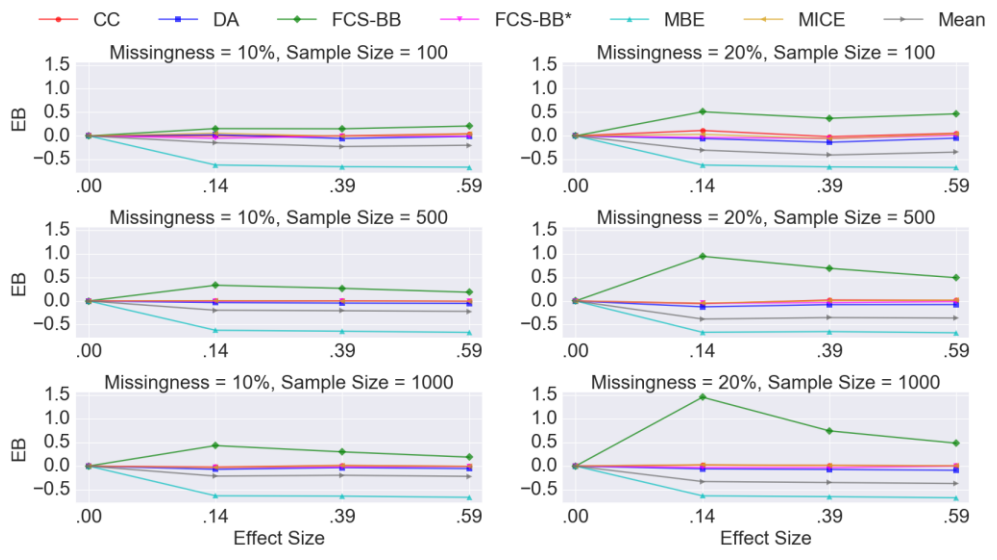 CC DA FCS-BB FCS-BB* MBE MICE Mean
Missingness = 10%, Sample Size = 100
Missingness = 20%, Sample Size = 100
EB
1.5
1.0
0.5
0.0
−0.5
.00 .14 .39 .59
1.5
1.0
0.5
0.0
−0.5
.00 .14 .39 .59
Missingness = 10%, Sample Size = 500
Missingness = 20%, Sample Size = 500
EB
1.5
1.0
0.5
0.0
−0.5
.00 .14 .39 .59
1.5
1.0
0.5
0.0
−0.5
.00 .14 .39 .59
Missingness = 10%, Sample Size = 1000
Missingness = 20%, Sample Size = 1000
EB
1.5
1.0
0.5
0.0
−0.5
.00 .14 .39 .59
Effect Size
1.5
1.0
0.5
0.0
−0.5
.00 .14 .39 .59
Effect Size